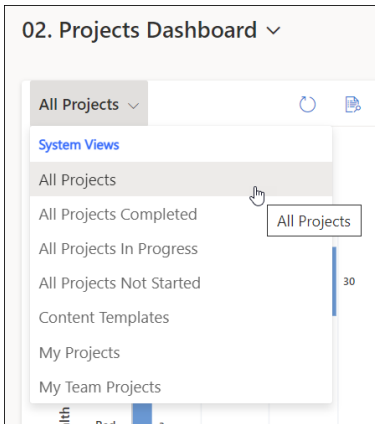 02. Projects Dashboard
All Projects
System Views
All Projects
All Projects
All Projects Completed
All Projects In Progress
30
All Projects Not Started
Content Templates
My Projects
My Team Projects